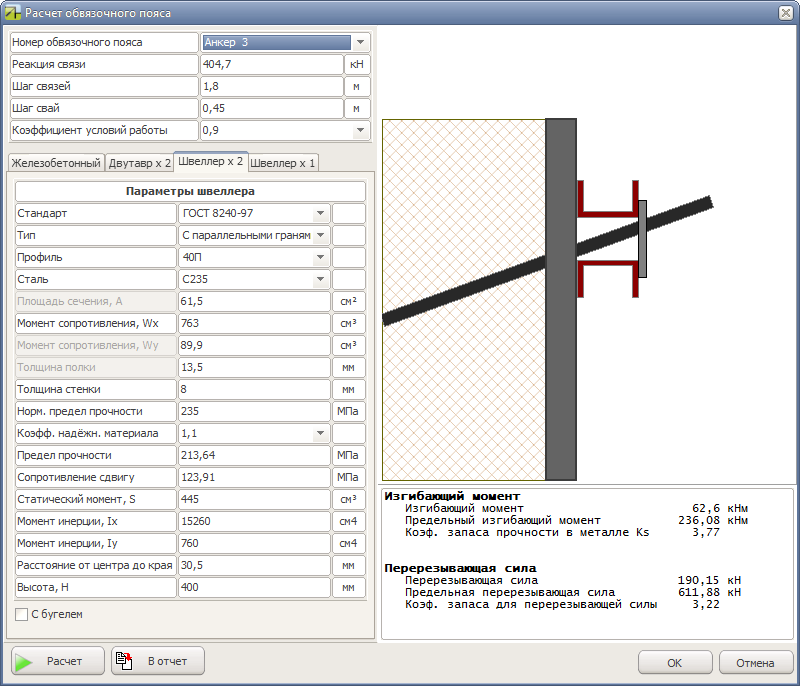 Расчет обвязочного пояса
Номер обвязочного пояса Анкер 3
Реакция связи 404,7 кН
Шаг связей 1,8 м
Шаг свай 0,45 м
Коэффициент условий работы 0,9
Железобетонный Двутавр x 2 Швеллер x 2 Швеллер x 1
Параметры швеллера
Стандарт ГОСТ 8240-97
Тип С параллельными граням
Профиль 40П
Сталь С235
Площадь сечения, A 61,5 см²
Момент сопротивления, Wx 763 см³
Момент сопротивления, Wy 89,9 см³
Толщина полки 13,5 мм
Толщина стенки 8 мм
Норм. предел прочности 235 МПа
Коэфф. надёжн. материала 1,1
Предел прочности 213,64 МПа
Сопротивление сдвигу 123,91 МПа
Статический момент, S 445 см³
Момент инерции, Ix 15260 см4
Момент инерции, Iy 760 см4
Расстояние от центра до края 30,5 мм
Высота, H 400 мм
С бугелем
Расчет В отчет
Изгибающий момент
Изгибающий момент 62,6 кНм
Предельный изгибающий момент 236,08 кНм
Коэф. запаса прочности в металле Ks 3,77
Перерезывающая сила
Перерезывающая сила 190,15 кН
Предельная перерезывающая сила 611,88 кН
Коэф. запаса для перерезывающей силы 3,22
ОК Отмена